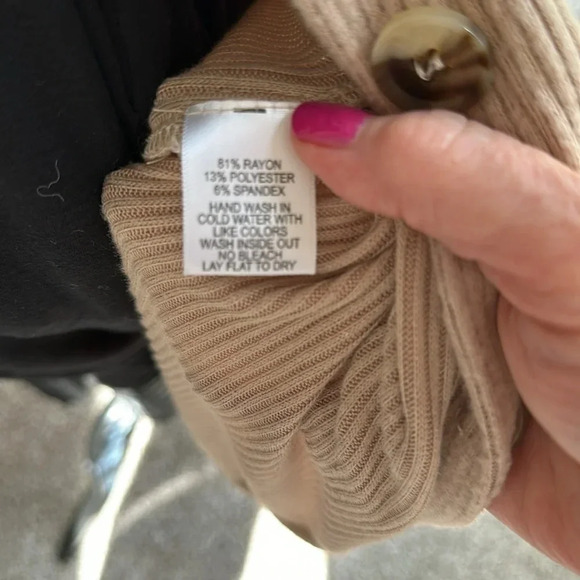 81% RAYON
13% POLYESTER
6% SPANDEX
HAND WASH IN
COLD WATER WITH
LIKE COLORS
WASH INSIDE OUT
NO BLEACH
LAY FLAT TO DRY